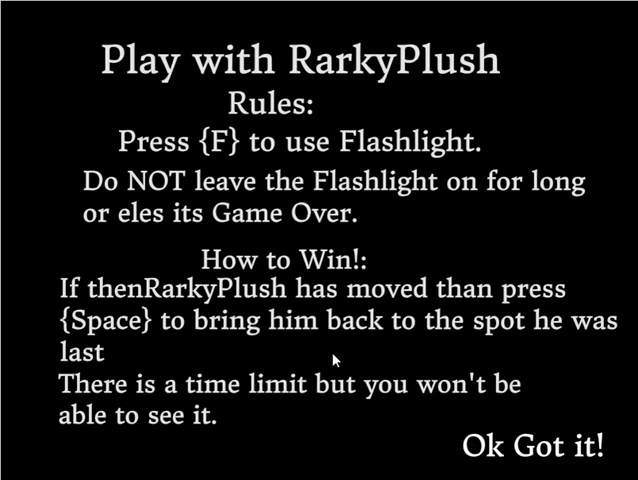 Play with RarkyPlush
Rules:
Press {F} to use Flashlight.
Do NOT leave the Flashlight on for long
or eles its Game Over.
How to Win!:
If thenRarkyPlush has moved than press
{Space} to bring him back to the spot he was
last
There is a time limit but you won't be
able to see it.
Ok Got it!